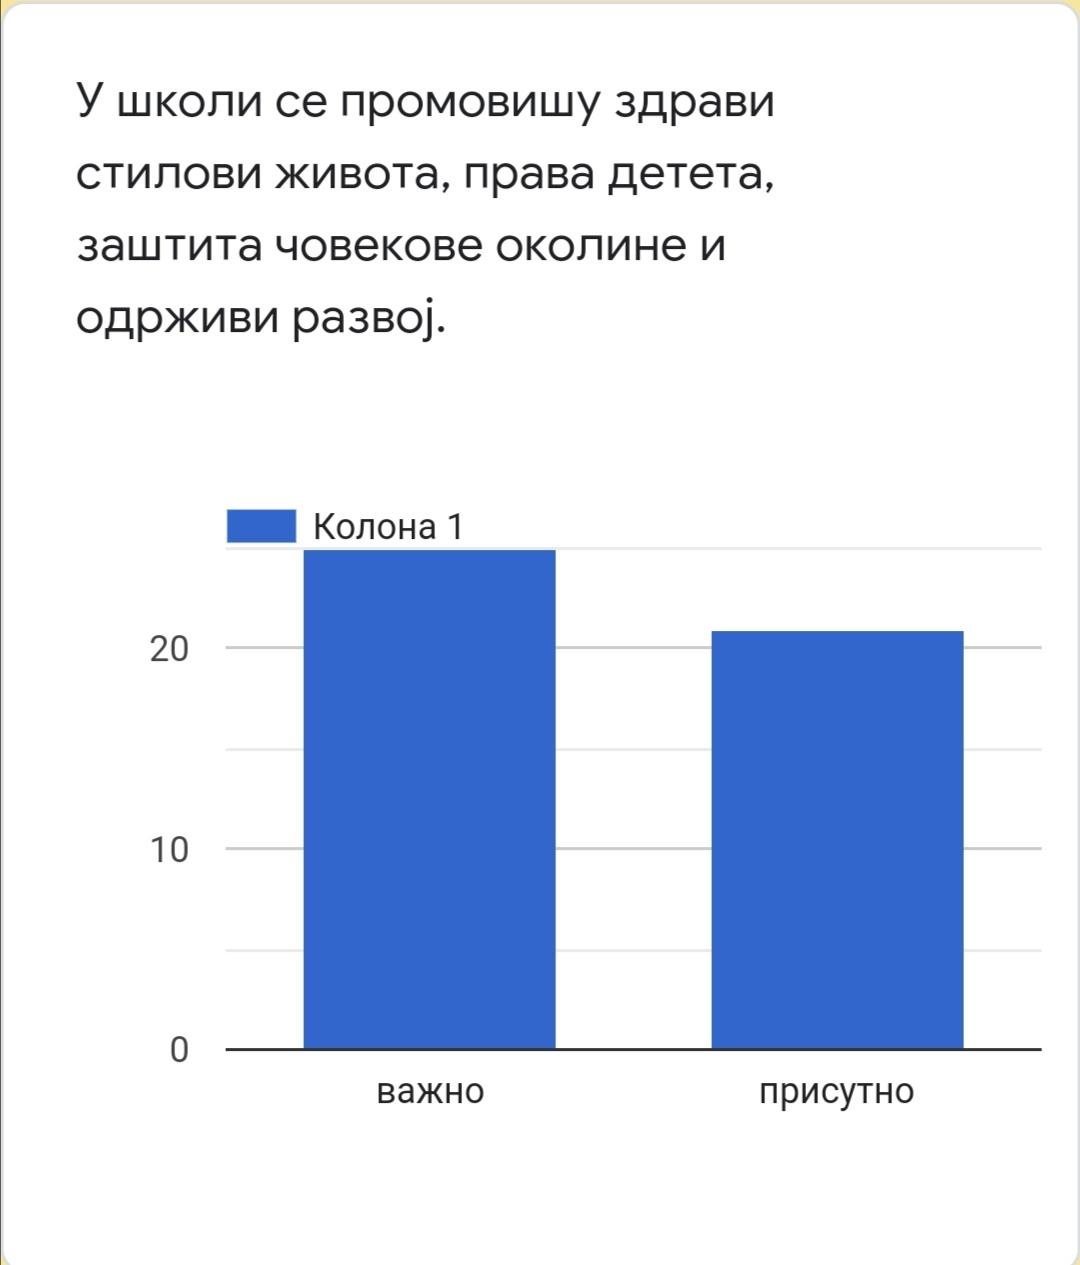 У школи се промовишу здрави
стилови живота, права детета,
заштита човекове околине и
одрживи развој.
Колона 1
20
10
0
важно
присутно